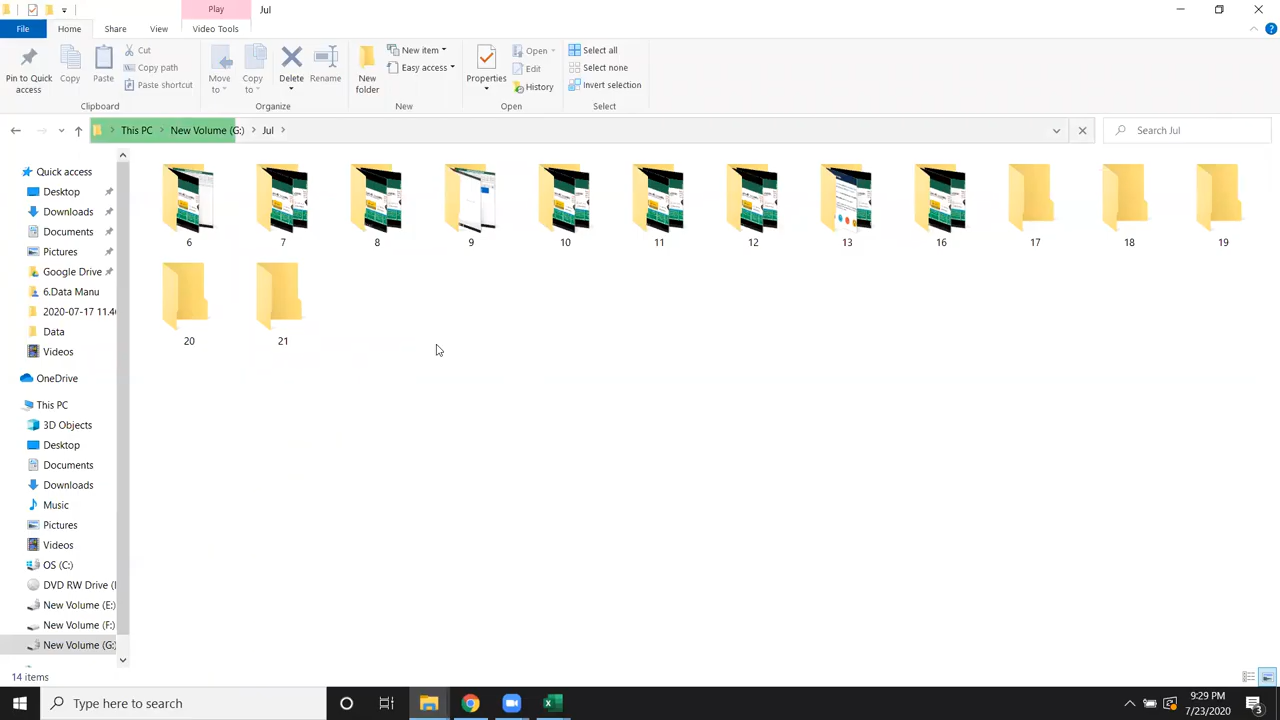 Play
Jul
File
Home
Share
View
Video Tools
Pin to Quick access
Copy
Paste
Cut
Copy path
Paste shortcut
Clipboard
Move to
Copy to
Delete
Rename
Organize
New folder
New item
Easy access
New
Properties
Open
Edit
History
Open
Select all
Select none
Invert selection
Select
This PC
New Volume (G:)
Jul
Search Jul
Quick access
Desktop
Downloads
Documents
Pictures
Google Drive
6.Data Manu
2020-07-17 11.4
Data
Videos
OneDrive
This PC
3D Objects
Desktop
Documents
Downloads
Music
Pictures
Videos
OS (C:)
DVD RW Drive (
New Volume (E:)
New Volume (F:)
New Volume (G:)
6 7 8 9 10 11 12 13 16 17 18 19
20 21
14 items
Type here to search
9:29 PM
7/23/2020
3